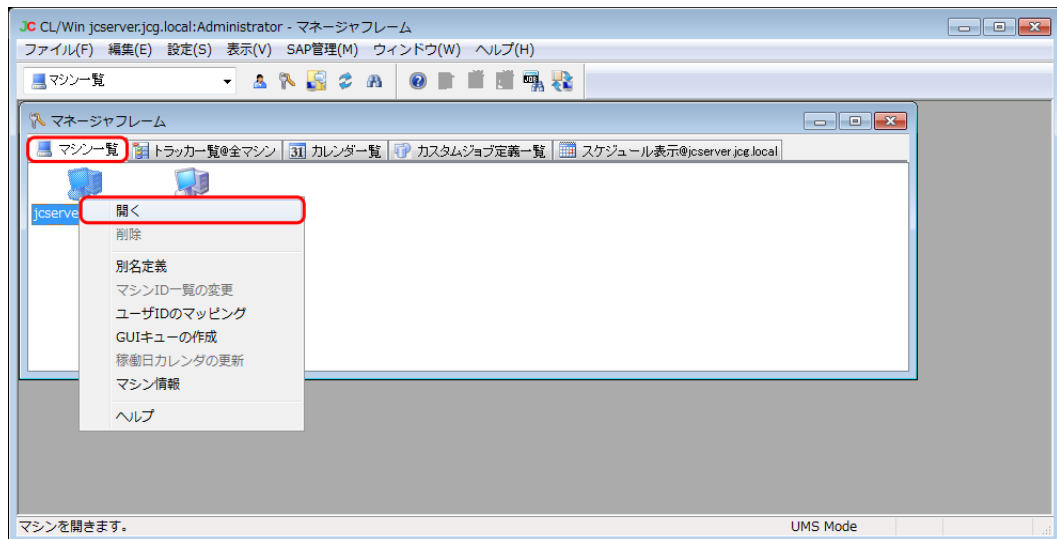 JC CL/Win jcserver.jcg.local:Administrator - マネージャフレーム
ファイル(F) 編集(E) 設定(S) 表示(V) SAP管理(M) ウィンドウ(W) ヘルプ(H)
マシン一覧
マネージャフレーム
マシン一覧 トラッカー一覧@全マシン 31 カレンダ一覧 カスタムジョブ定義一覧 スケジュール表示@jcserver.jcg.local
jcserve
開く
削除
別名定義
マシンID一覧の変更
ユーザIDのマッピング
GUIキューの作成
稼働日カレンダの更新
マシン情報
ヘルプ
マシンを開きます。 UMS Mode